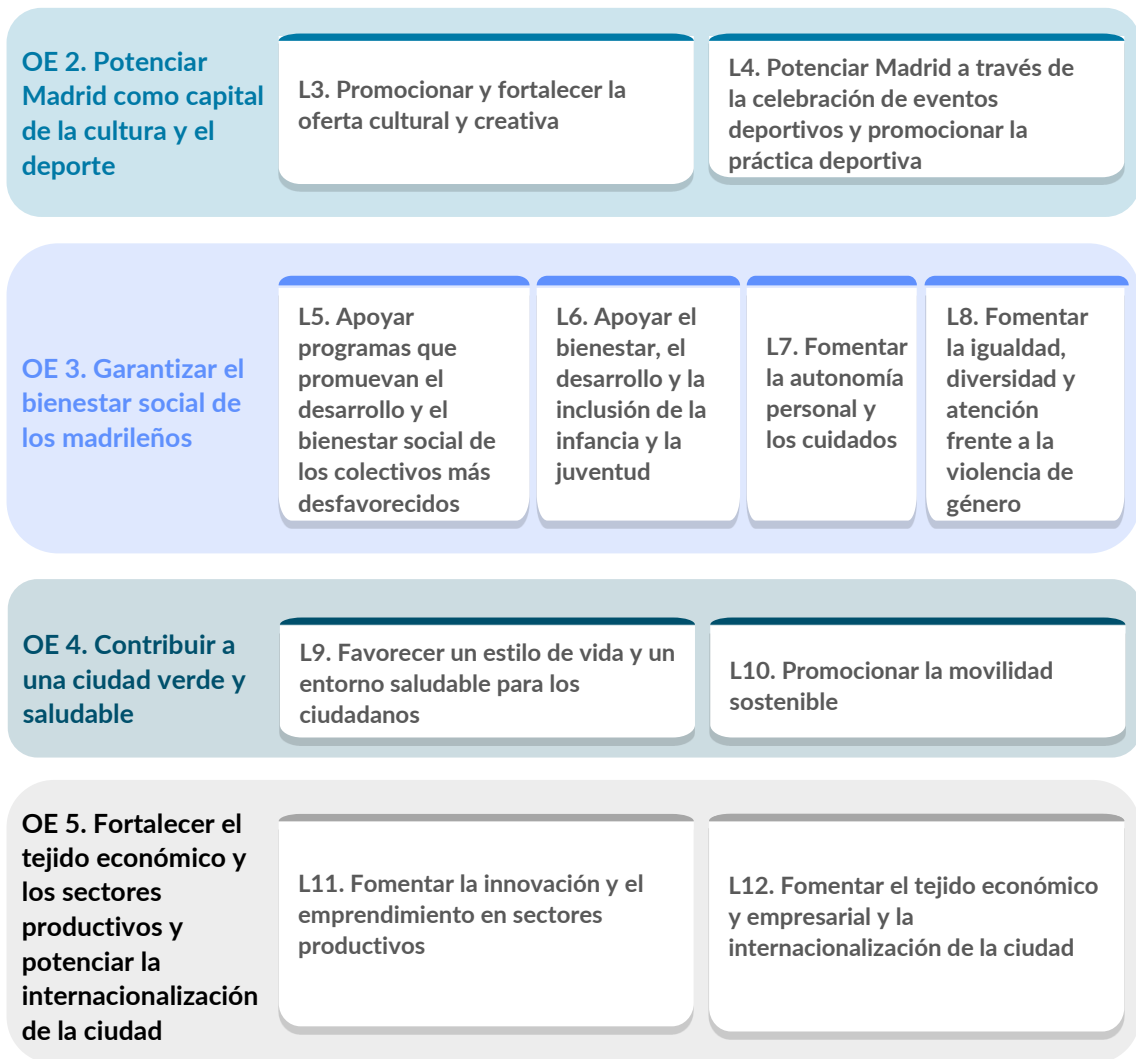 OE 2. Potenciar
Madrid como capital
de la cultura y el
deporte
L3. Promocionar y fortalecer la
oferta cultural y creativa
L4. Potenciar Madrid a través de
la celebración de eventos
deportivos y promocionar la
práctica deportiva
OE 3. Garantizar el
bienestar social de
los madrileños
L5. Apoyar
programas que
promuevan el
desarrollo y el
bienestar social de
los colectivos más
desfavorecidos
L6. Apoyar el
bienestar, el
desarrollo y la
inclusión de la
infancia y la
juventud
L7. Fomentar
la autonomía
personal y
los cuidados
L8. Fomentar
la igualdad,
diversidad y
atención
frente a la
violencia de
género
OE 4. Contribuir a
una ciudad verde y
saludable
L9. Favorecer un estilo de vida y un
entorno saludable para los
ciudadanos
L10. Promocionar la movilidad
sostenible
OE 5. Fortalecer el
tejido económico y
los sectores
productivos y
potenciar la
internacionalización
de la ciudad
L11. Fomentar la innovación y el
emprendimiento en sectores
productivos
L12. Fomentar el tejido económico
y empresarial y la
internacionalización de la ciudad